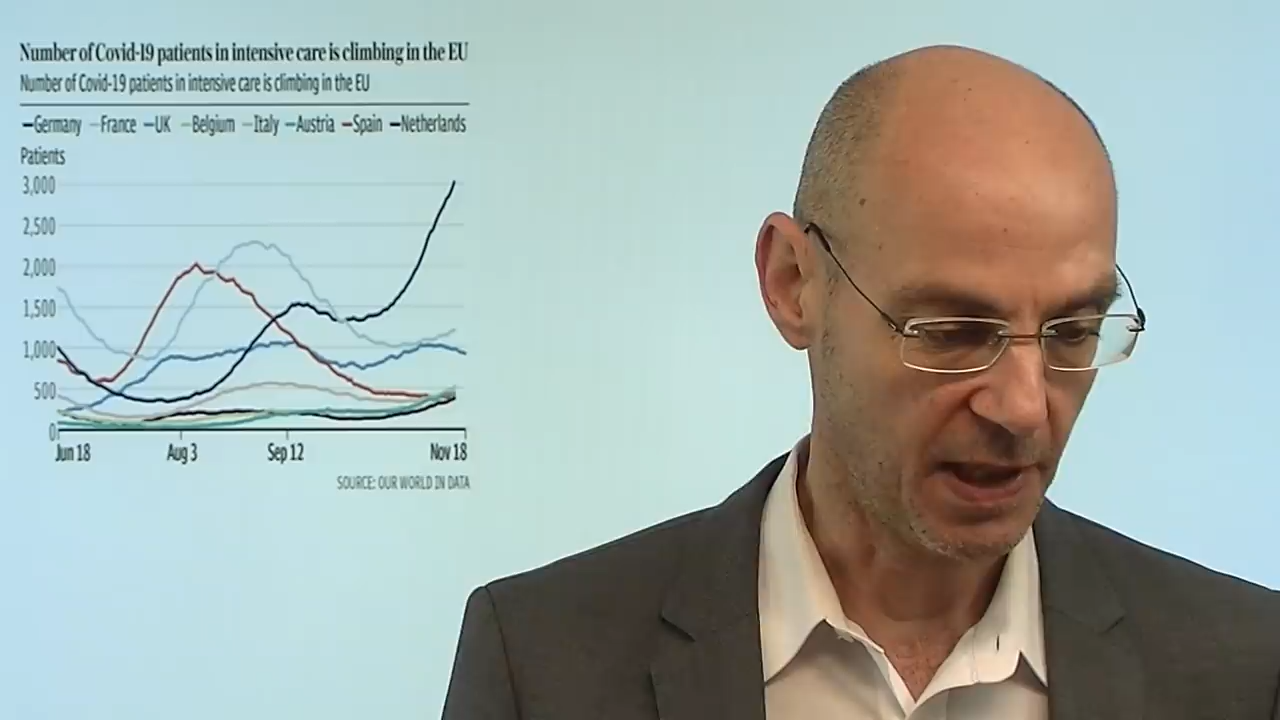 Number of Covid-19 patients in intensive care is climbing in the EU
Number of Covid-19 patients in intensive care is climbing in the EU
Germany France UK Belgium Italy Austria Spain Netherlands
Patients
3,000
2,500
2,000
1,500
1,000
500
0
Jun 18 Aug 3 Sep 12 Nov 18
SOURCE: OUR WORLD IN DATA